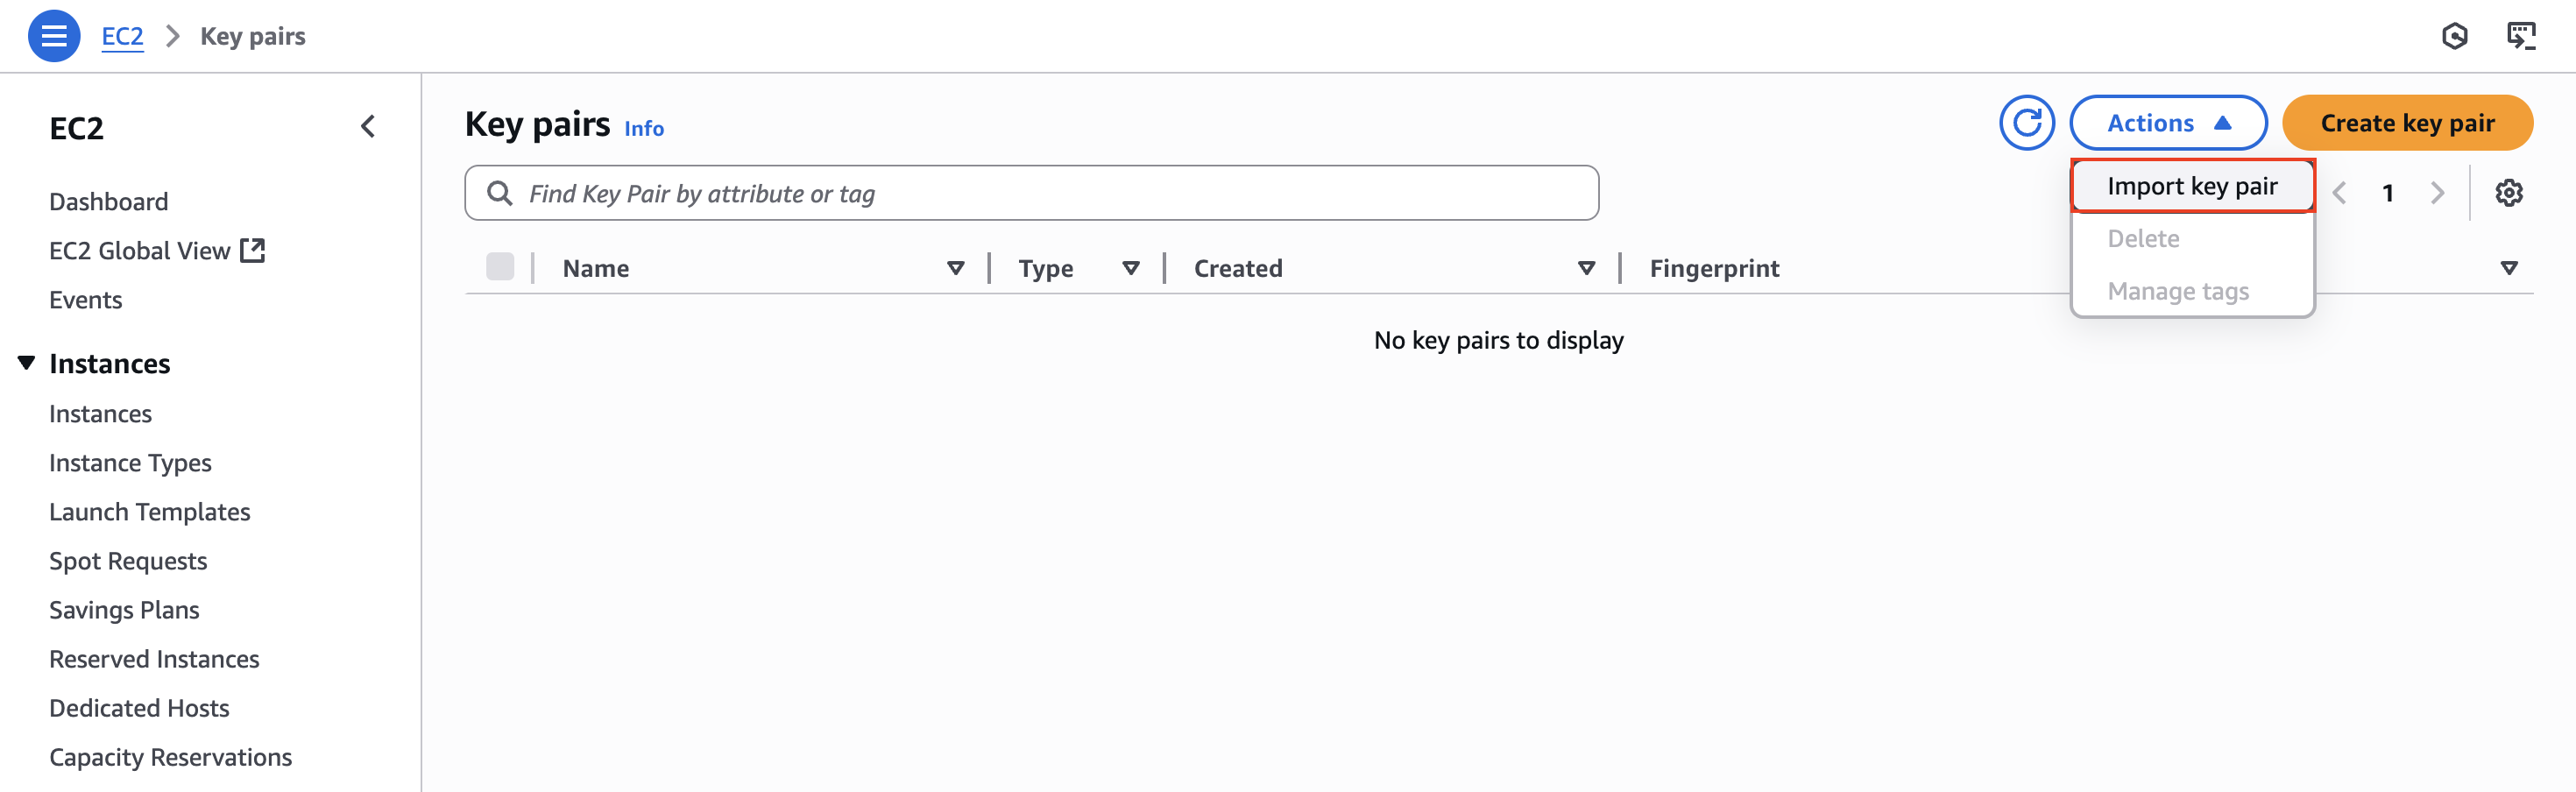 EC2 > Key pairs
EC2
Dashboard
EC2 Global View
Events
Instances
Instances
Instance Types
Launch Templates
Spot Requests
Savings Plans
Reserved Instances
Dedicated Hosts
Capacity Reservations
Key pairs Info
Actions
Create key pair
Find Key Pair by attribute or tag
Import key pair
Delete
Manage tags
1
Name Type Created Fingerprint
No key pairs to display